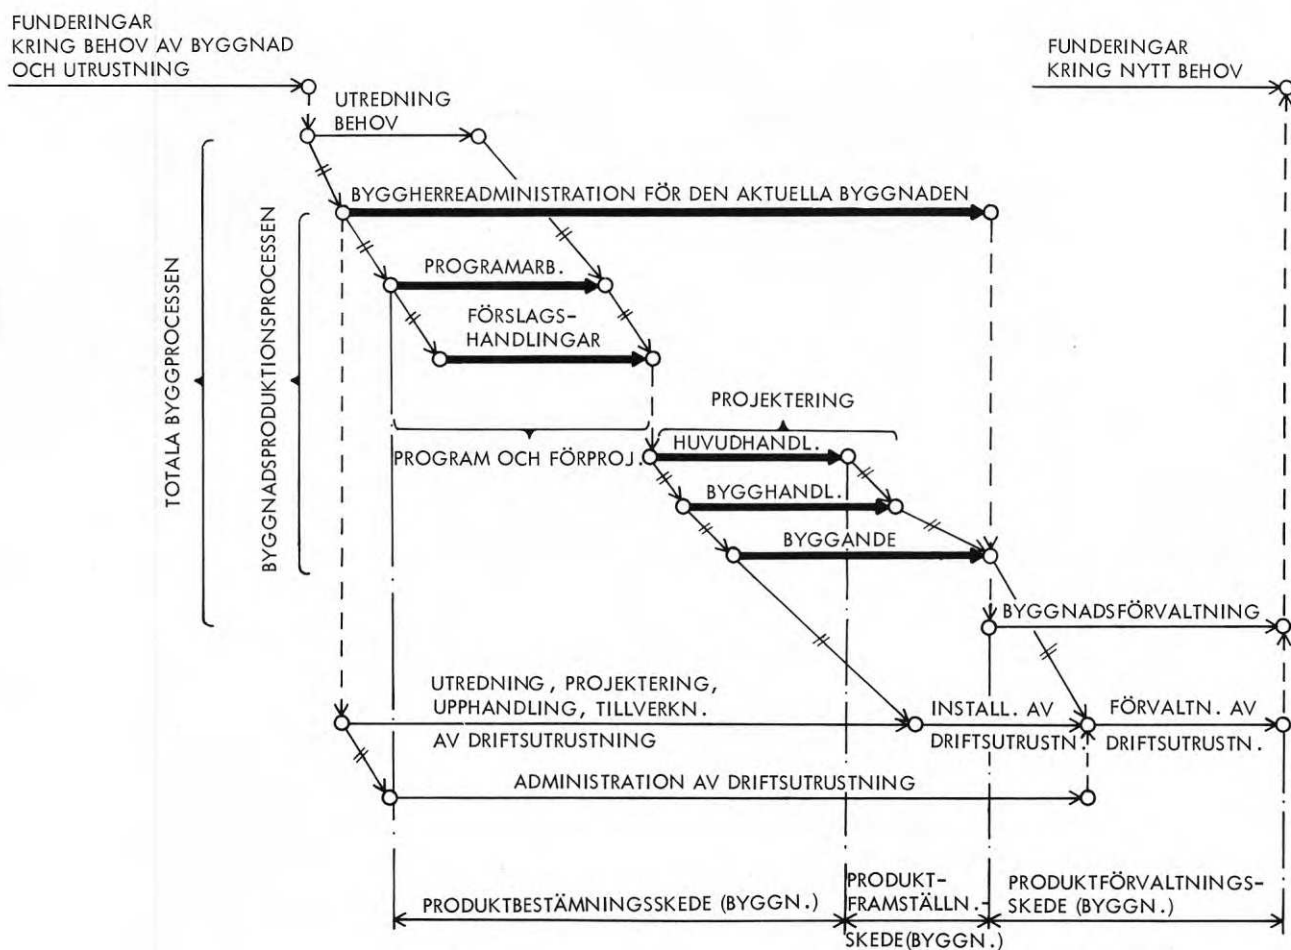 FUNDERINGAR
KRING BEHOV AV BYGGNAD
OCH UTRUSTNING
FUNDERINGAR
KRING NYTT BEHOV
UTREDNING
BEHOV
BYGGHERREADMINISTRATION FÖR DEN AKTUELLA BYGGNADEN
TOTALA BYGGPROCESSEN
BYGGNADSPRODUKTIONSPROCESSEN
PROGRAMARB.
FÖRSLAGS-
HANDLINGAR
PROJEKTERING
PROGRAM OCH FÖRPROJ.
HUVUDHANDL.
BYGGHANDL.
BYGGANDE
BYGGNADSFÖRVALTNING
UTREDNING, PROJEKTERING,
UPPHANDLING, TILLVERKN.
AV DRIFTSUTRUSTNING
INSTALL. AV
DRIFTSUTRUSTN.
FÖRVALTN. AV
DRIFTSUTRUSTN.
ADMINISTRATION AV DRIFTSUTRUSTNING
PRODUKTBESTÄMNINGSSKEDE (BYGGN.)
PRODUKT-
FRAMSTÄLLN.-
SKEDE(BYGGN.)
PRODUKTFÖRVALTNINGS-
SKEDE (BYGGN.)